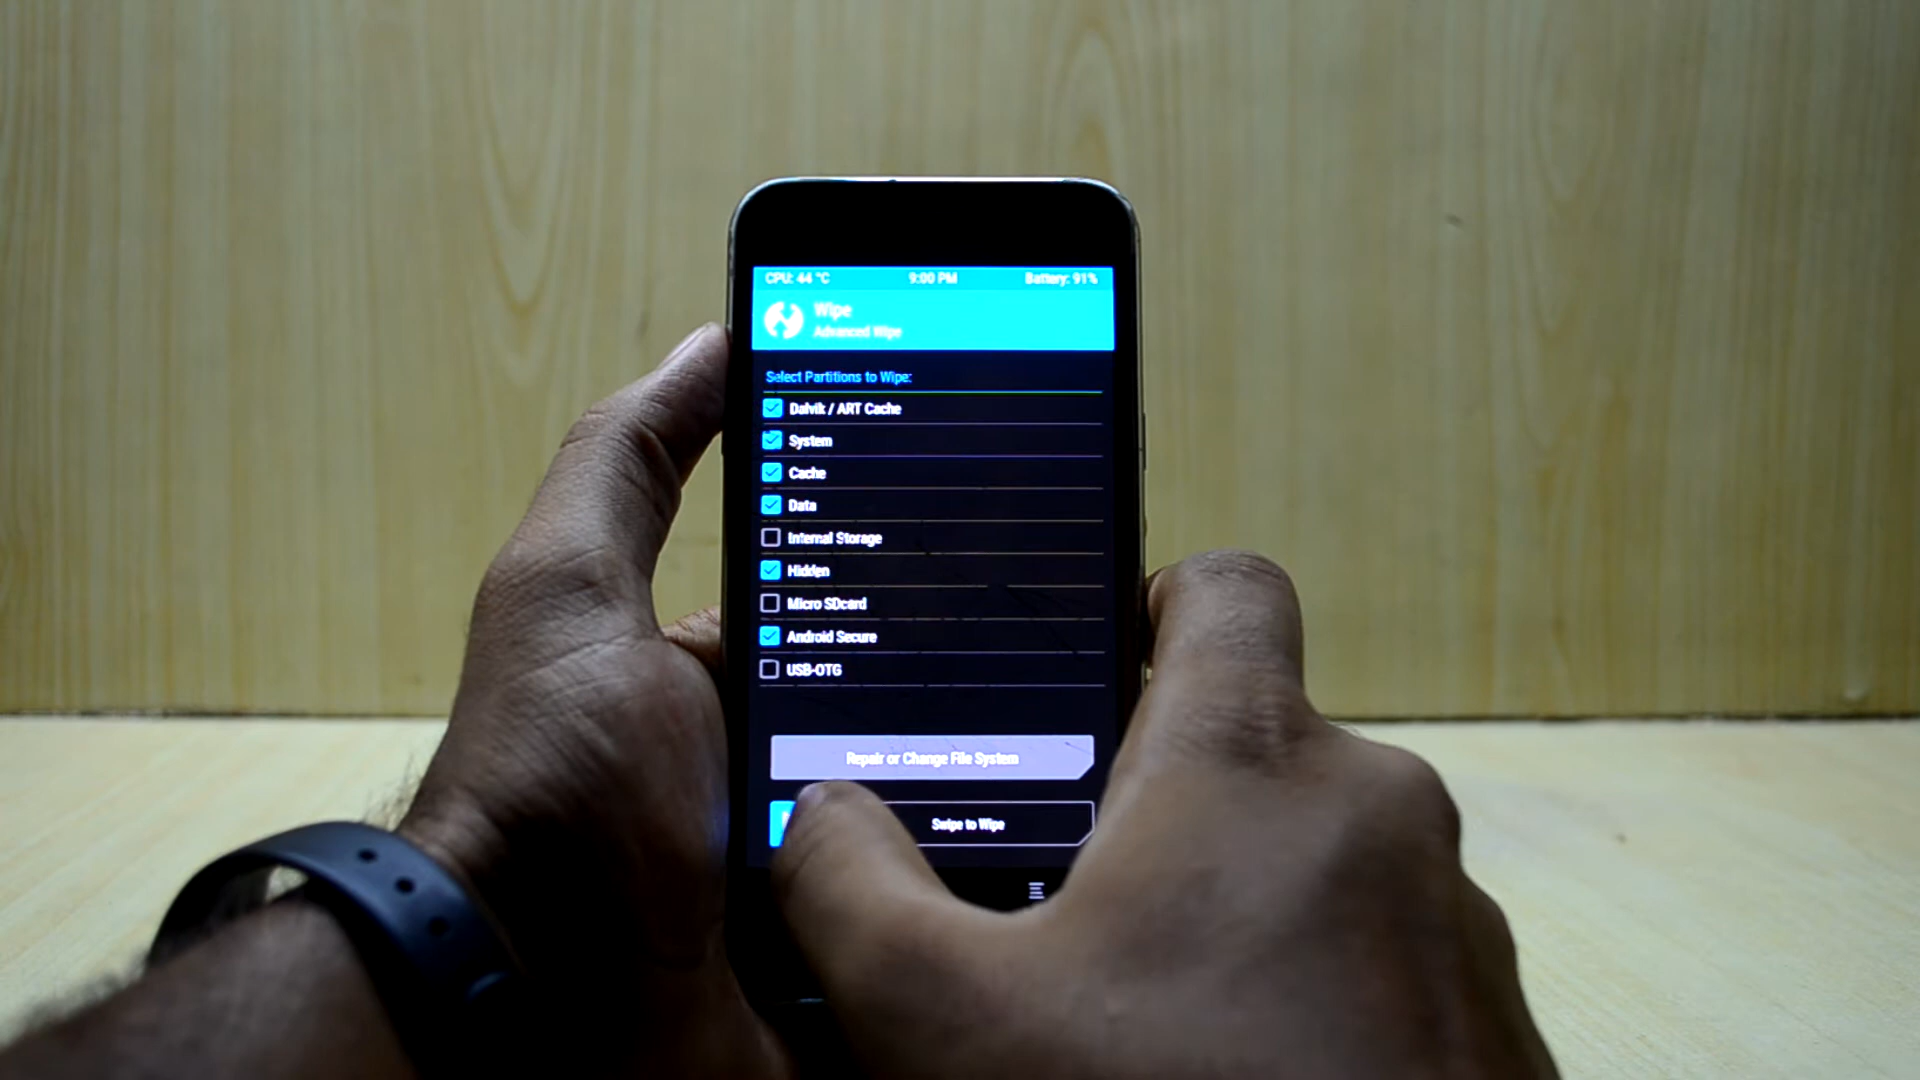 CPU: 44 °C 9:00 PM Battery: 91%
Wipe
Advanced Wipe
Select Partitions to Wipe:
Dalvik / ART Cache
System
Cache
Data
Internal Storage
Hidden
Micro SDcard
Android Secure
USB-OTG
Repair or Change File System
Swipe to Wipe